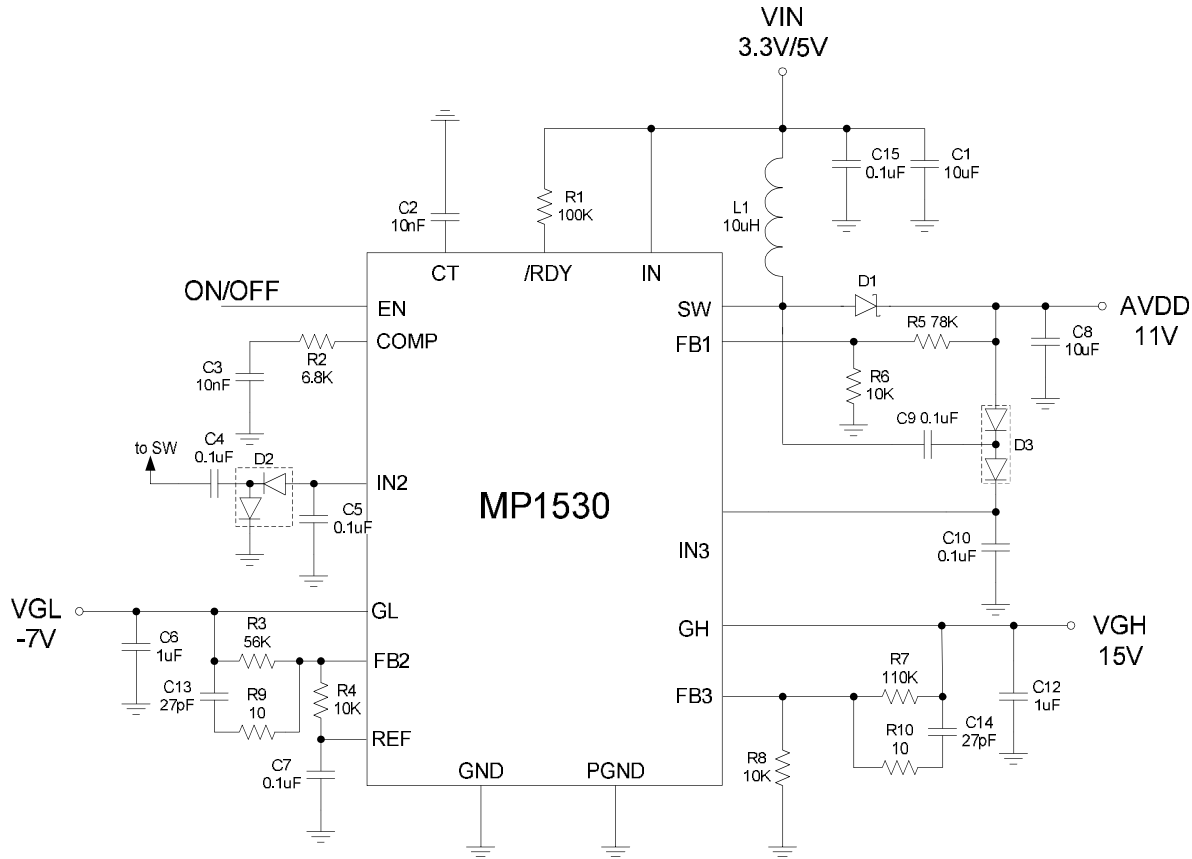 VIN
3.3V/5V
C15
0.1uF
C1
10uF
R1
100K
L1
10uH
C2
10nF
CT
/RDY
IN
ON/OFF
EN
SW
D1
AVDD
11V
COMP
FB1
R5 78K
C8
10uF
R2
6.8K
C3
10nF
R6
10K
C9 0.1uF
D3
to SW
C4
0.1uF
D2
IN2
C5
0.1uF
MP1530
IN3
C10
0.1uF
VGL
-7V
GL
C6
1uF
R3
56K
FB2
C13
27pF
R9
10
R4
10K
REF
C7
0.1uF
GND
PGND
GH
VGH
15V
FB3
R7
110K
C12
1uF
R10
10
C14
27pF
R8
10K